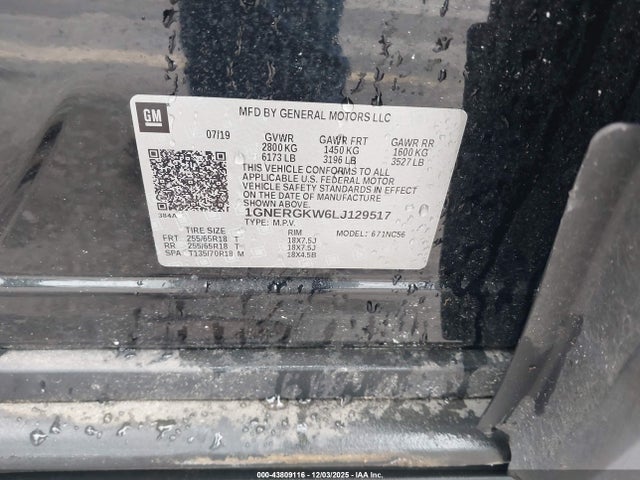 GM
MFD BY GENERAL MOTORS LLC
07/19 GVWR GAWR FRT GAWR RR
2800 KG 1450 KG 1600 KG
6173 LB 3196 LB 3527 LB
THIS VEHICLE CONFORMS TO ALL
APPLICABLE U.S. FEDERAL MOTOR
VEHICLE SAFETY STANDARDS IN EFFECT
ON THE DATE OF MANUFACTURE
SHOWN ABOVE.
384A
1GNERGKW6LJ129517
TYPE: M.P.V. MODEL: 671NC56
TIRE SIZE RIM
FRT 255/65R18 T 18X7.5J
RR 255/65R18 T 18X7.5J
SPA T135/70R18 M 18X4.5B
000-43809116 - 12/03/2025 - IAA Inc.